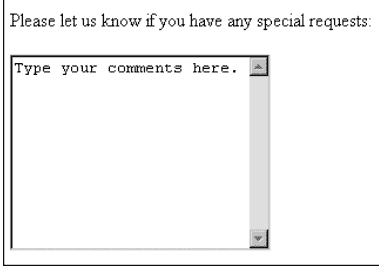 Please let us know if you have any special requests:
Type your comments here.